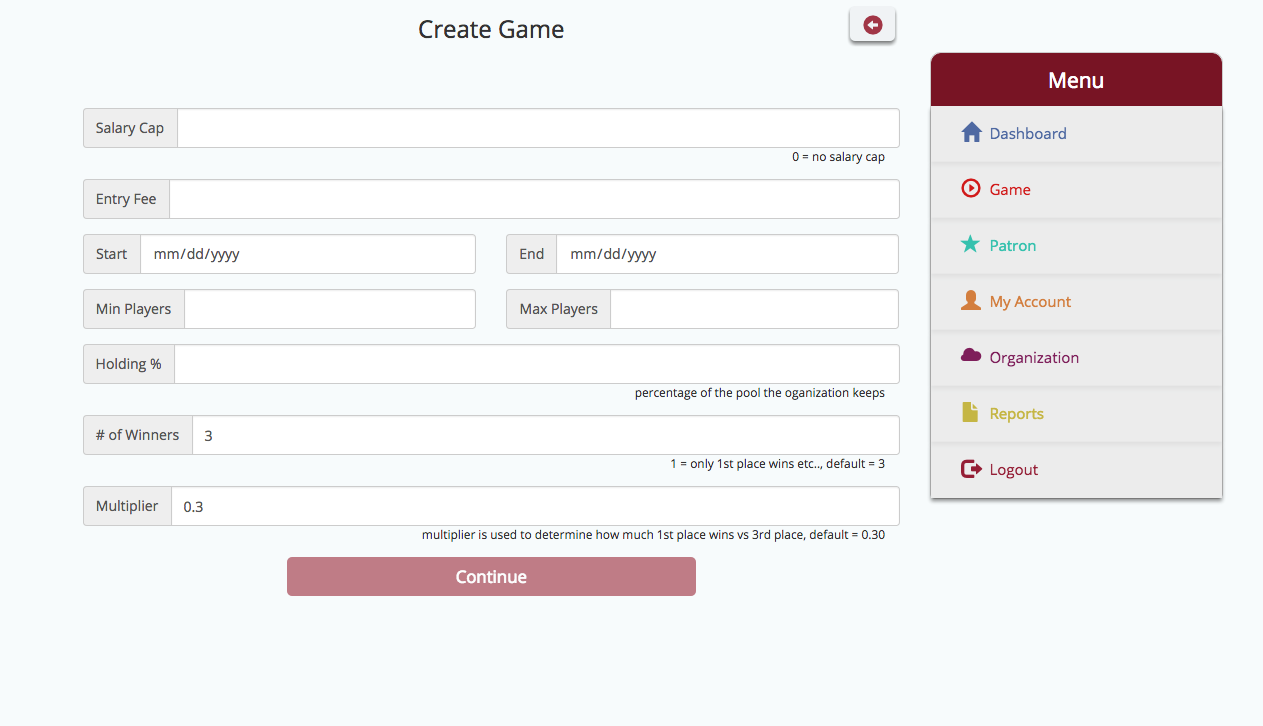 Create Game
Menu
Salary Cap
0 = no salary cap
Entry Fee
Start mm/dd/yyyy End mm/dd/yyyy
Min Players Max Players
Holding %
percentage of the pool the oganization keeps
# of Winners 3
1 = only 1st place wins etc.., default = 3
Multiplier 0.3
multiplier is used to determine how much 1st place wins vs 3rd place, default = 0.30
Continue
Dashboard
Game
Patron
My Account
Organization
Reports
Logout